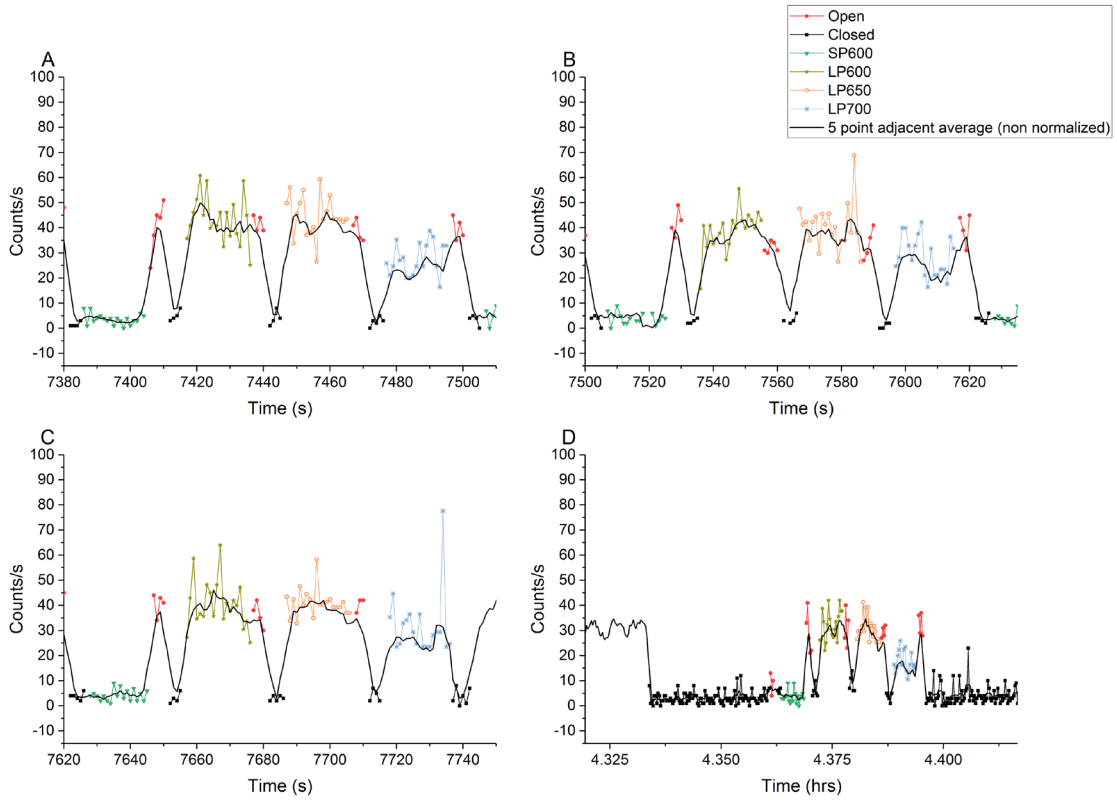 Open
Closed
SP600
LP600
LP650
LP700
5 point adjacent average (non normalized)
A
100
90
80
70
60
50
40
30
20
10
0
-10
Counts/s
7380 7400 7420 7440 7460 7480 7500
Time (s)
B
100
90
80
70
60
50
40
30
20
10
0
-10
Counts/s
7500 7520 7540 7560 7580 7600 7620
Time (s)
C
100
90
80
70
60
50
40
30
20
10
0
-10
Counts/s
7620 7640 7660 7680 7700 7720 7740
Time (s)
D
100
90
80
70
60
50
40
30
20
10
0
-10
Counts/s
4.325 4.350 4.375 4.400
Time (hrs)